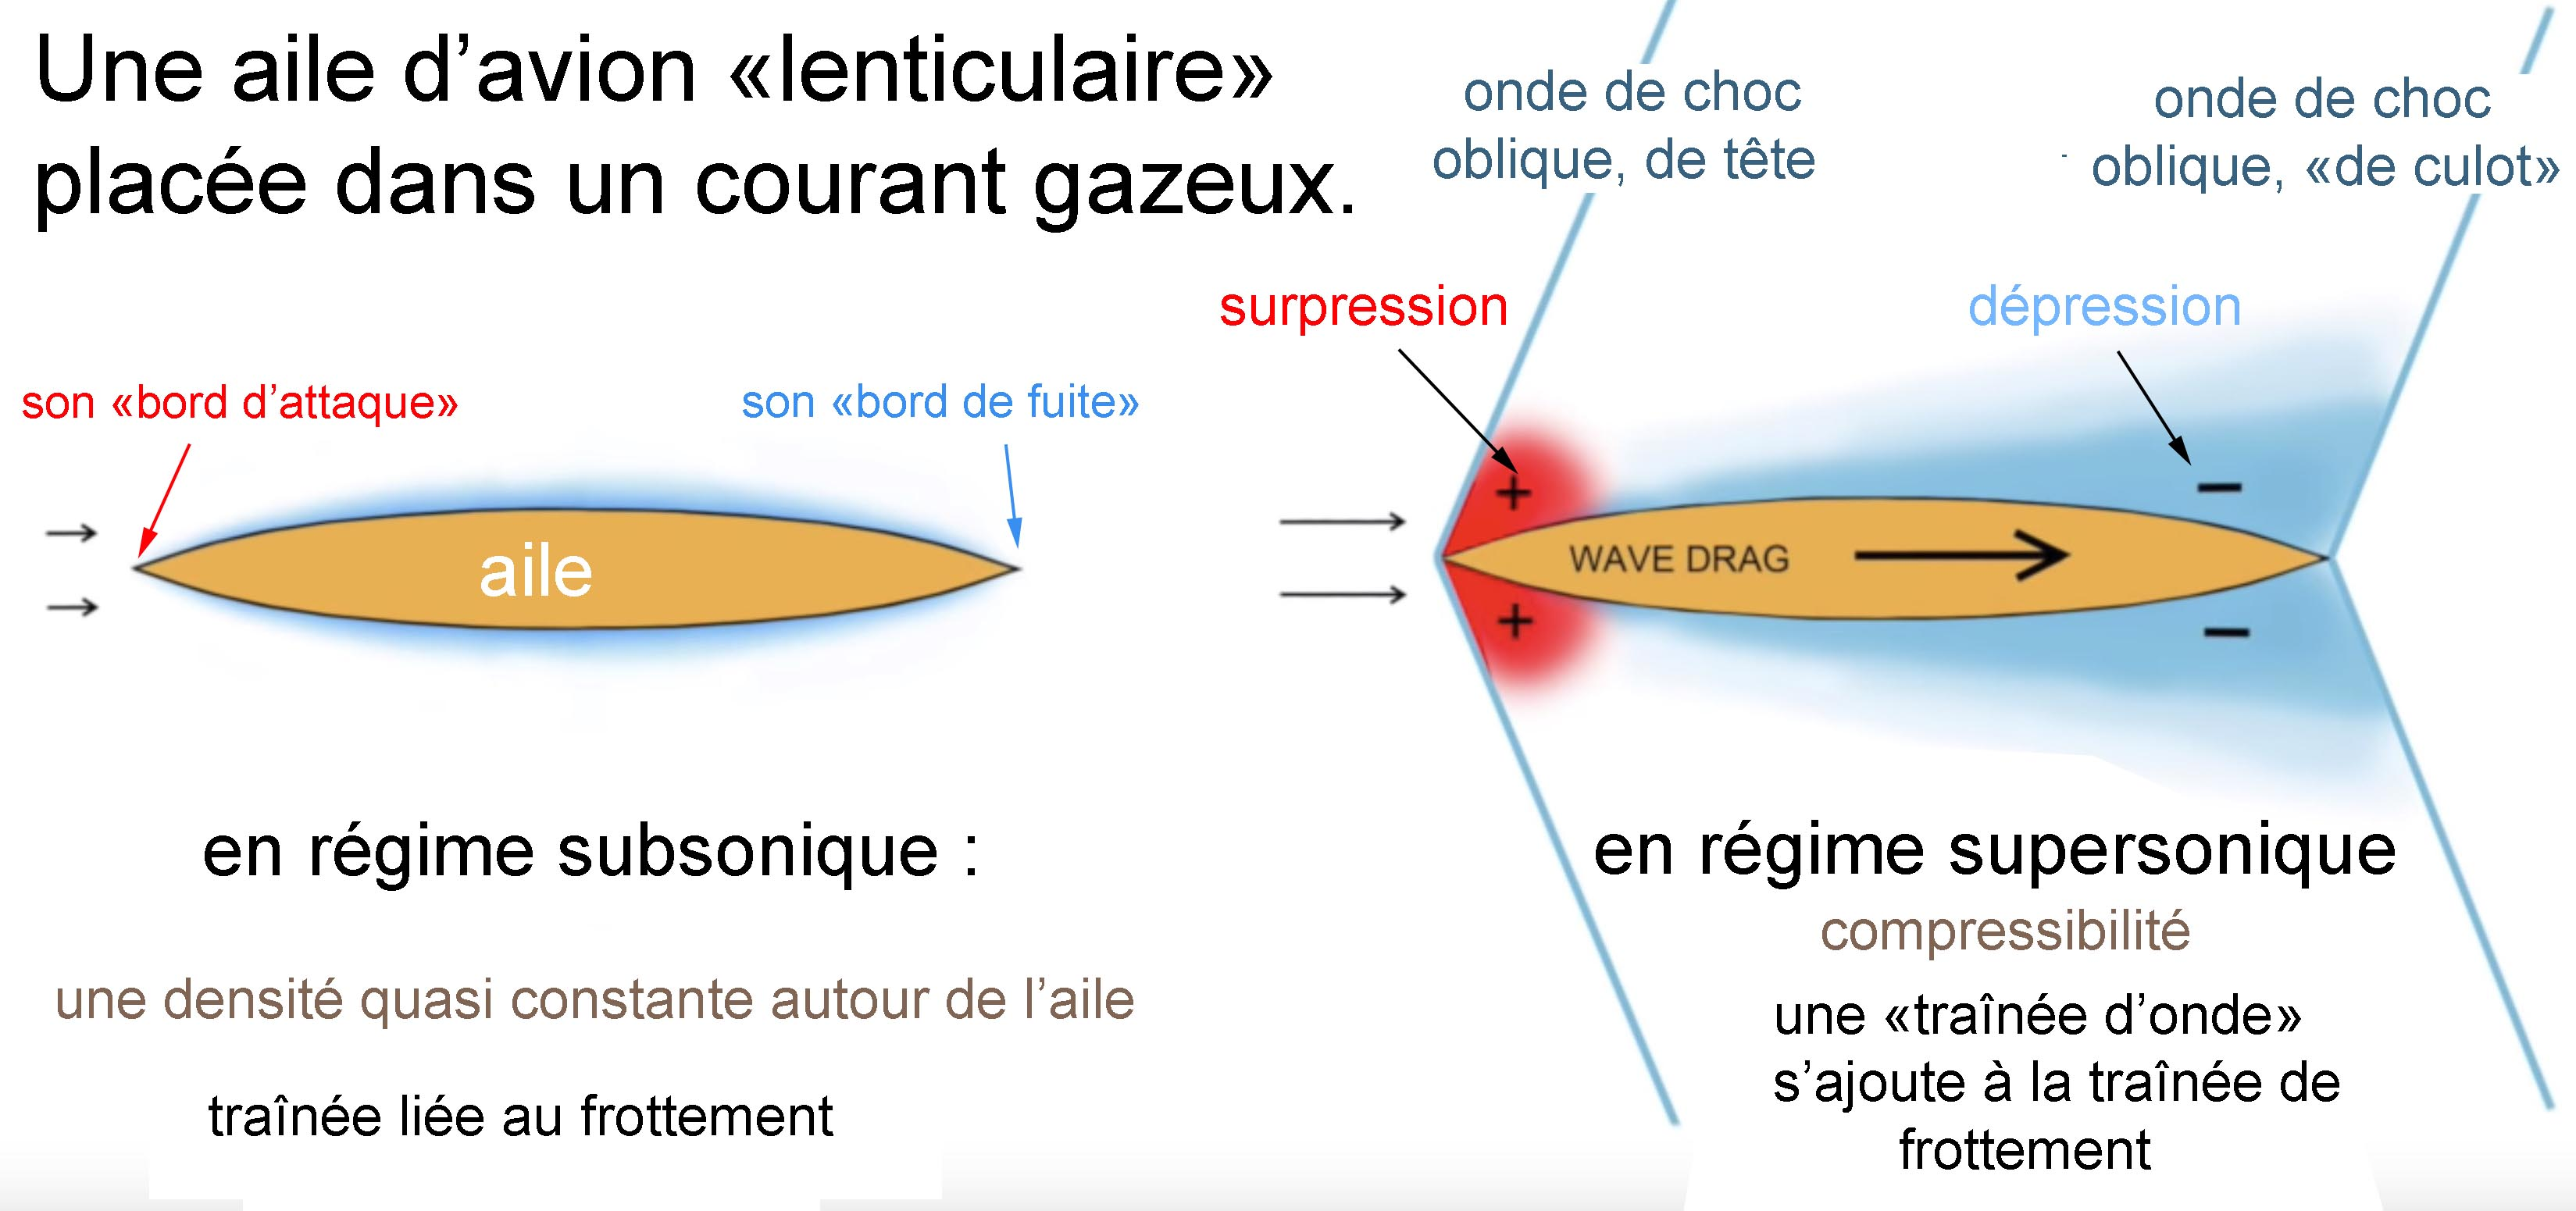 Une aile d’avion «lenticulaire»
placée dans un courant gazeux.
onde de choc
oblique, de tête
onde de choc
oblique, «de culot»
surpression
dépression
son «bord d’attaque»
son «bord de fuite»
+
−
aile
WAVE DRAG
+
−
en régime subsonique :
une densité quasi constante autour de l’aile
traînée liée au frottement
en régime supersonique
compressibilité
une «traînée d’onde»
s’ajoute à la traînée de
frottement